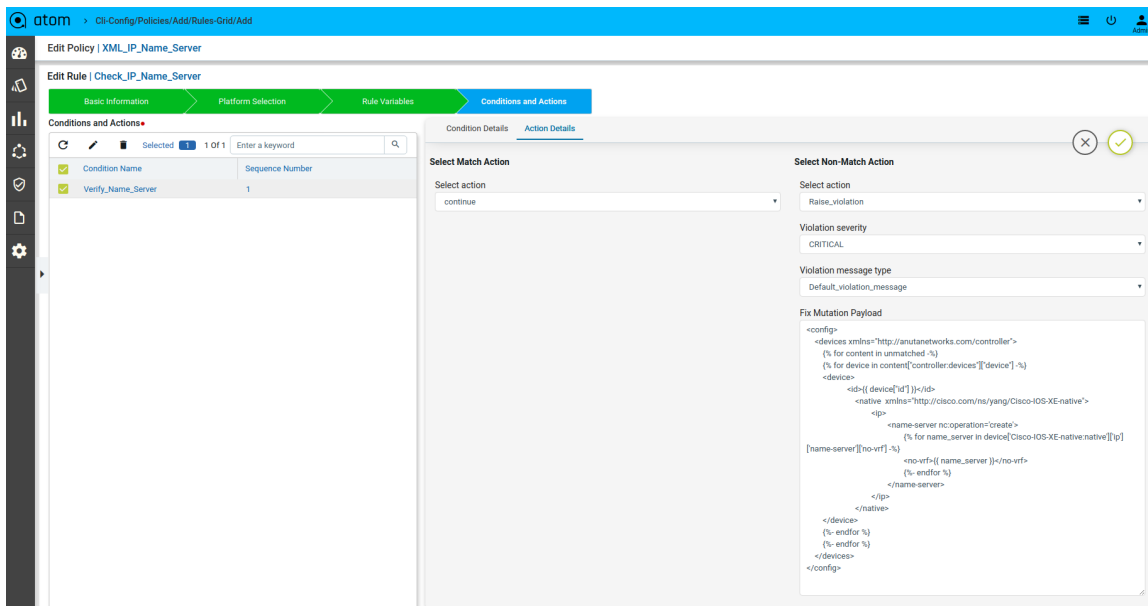 atom > Cli-Config/Policies/Add/Rules-Grid/Add
Admi
Edit Policy | XML_IP_Name_Server
Edit Rule | Check_IP_Name_Server
Basic Information Platform Selection Rule Variables Conditions and Actions
Conditions and Actions
Selected 1 1 Of 1 Enter a keyword
Condition Name Sequence Number
Verify_Name_Server 1
Condition Details Action Details
Select Match Action
Select action
continue
Select Non-Match Action
Select action
Raise_violation
Violation severity
CRITICAL
Violation message type
Default_violation_message
Fix Mutation Payload
<config>
<devices xmlns="http://anutanetworks.com/controller">
{% for content in unmatched -%}
{% for device in content["controller:devices"]["device"] -%}
<device>
<id>{{ device["id"] }}</id>
<native xmlns="http://cisco.com/ns/yang/Cisco-IOS-XE-native">
<ip>
<name-server nc:operation='create'>
{% for name_server in device['Cisco-IOS-XE-native:native']['ip']
['name-server']['no-vrf'] -%}
<no-vrf>{{ name_server }}</no-vrf>
{%- endfor %}
</name-server>
</ip>
</native>
</device>
{%- endfor %}
{%- endfor %}
</devices>
</config>